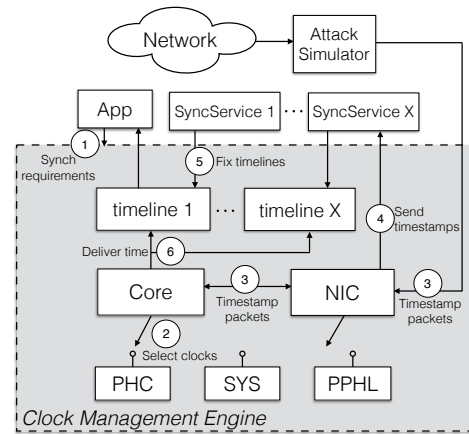 Network
Attack
Simulator
App
SyncService 1
...
SyncService X
1
Synch
requirements
5
Fix timelines
timeline 1
...
timeline X
4
Send
timestamps
Deliver time
6
Core
3
Timestamp
packets
NIC
3
Timestamp
packets
2
Select clocks
PHC
SYS
PPHL
Clock Management Engine